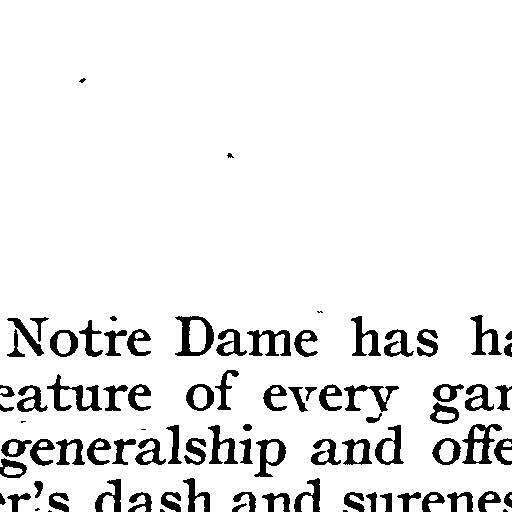 Notre Dame has ha
eature of every gar
generalship and offe
er's dash and surenes